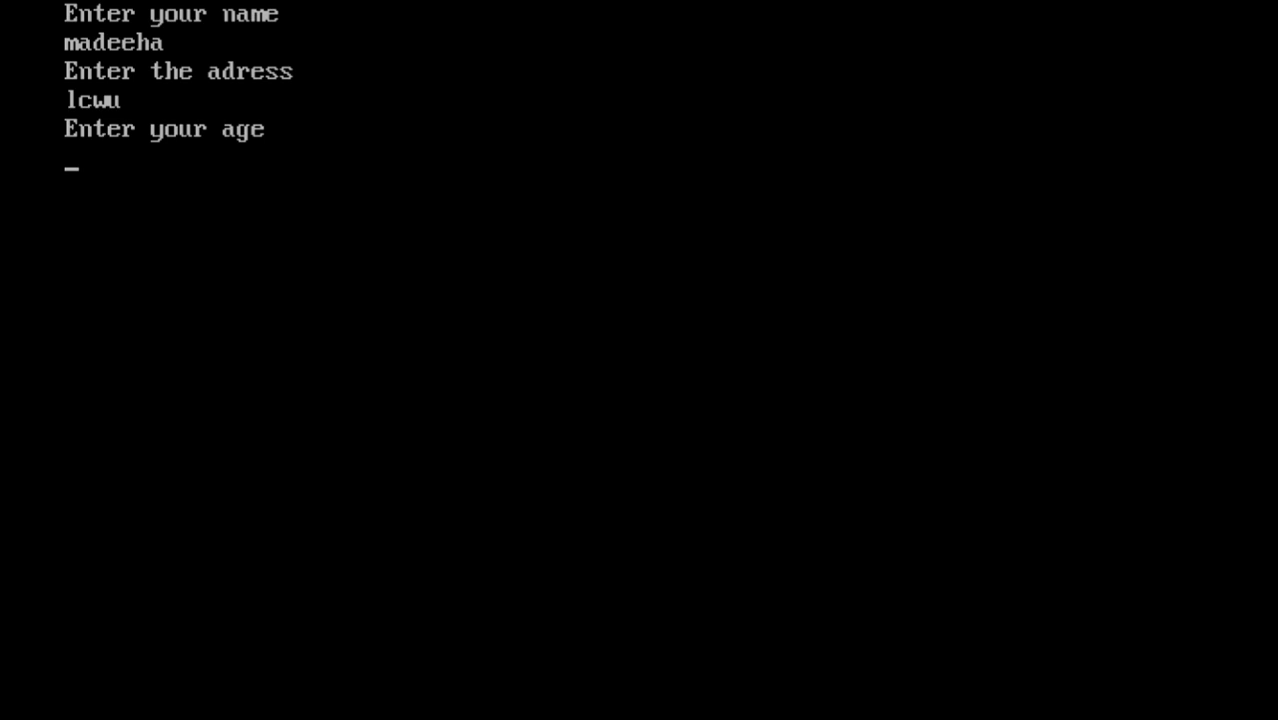 Enter your name
madeeha
Enter the adress
lcwu
Enter your age
_